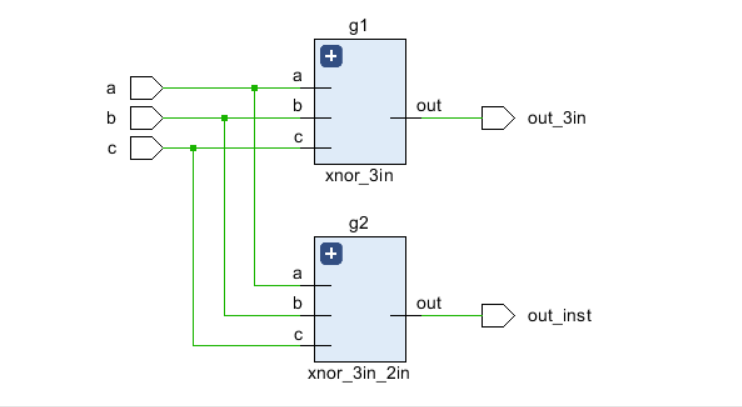 g1
+
a
a
b
b
out
out_3in
c
c
xnor_3in
g2
+
a
b
out
out_inst
c
xnor_3in_2in